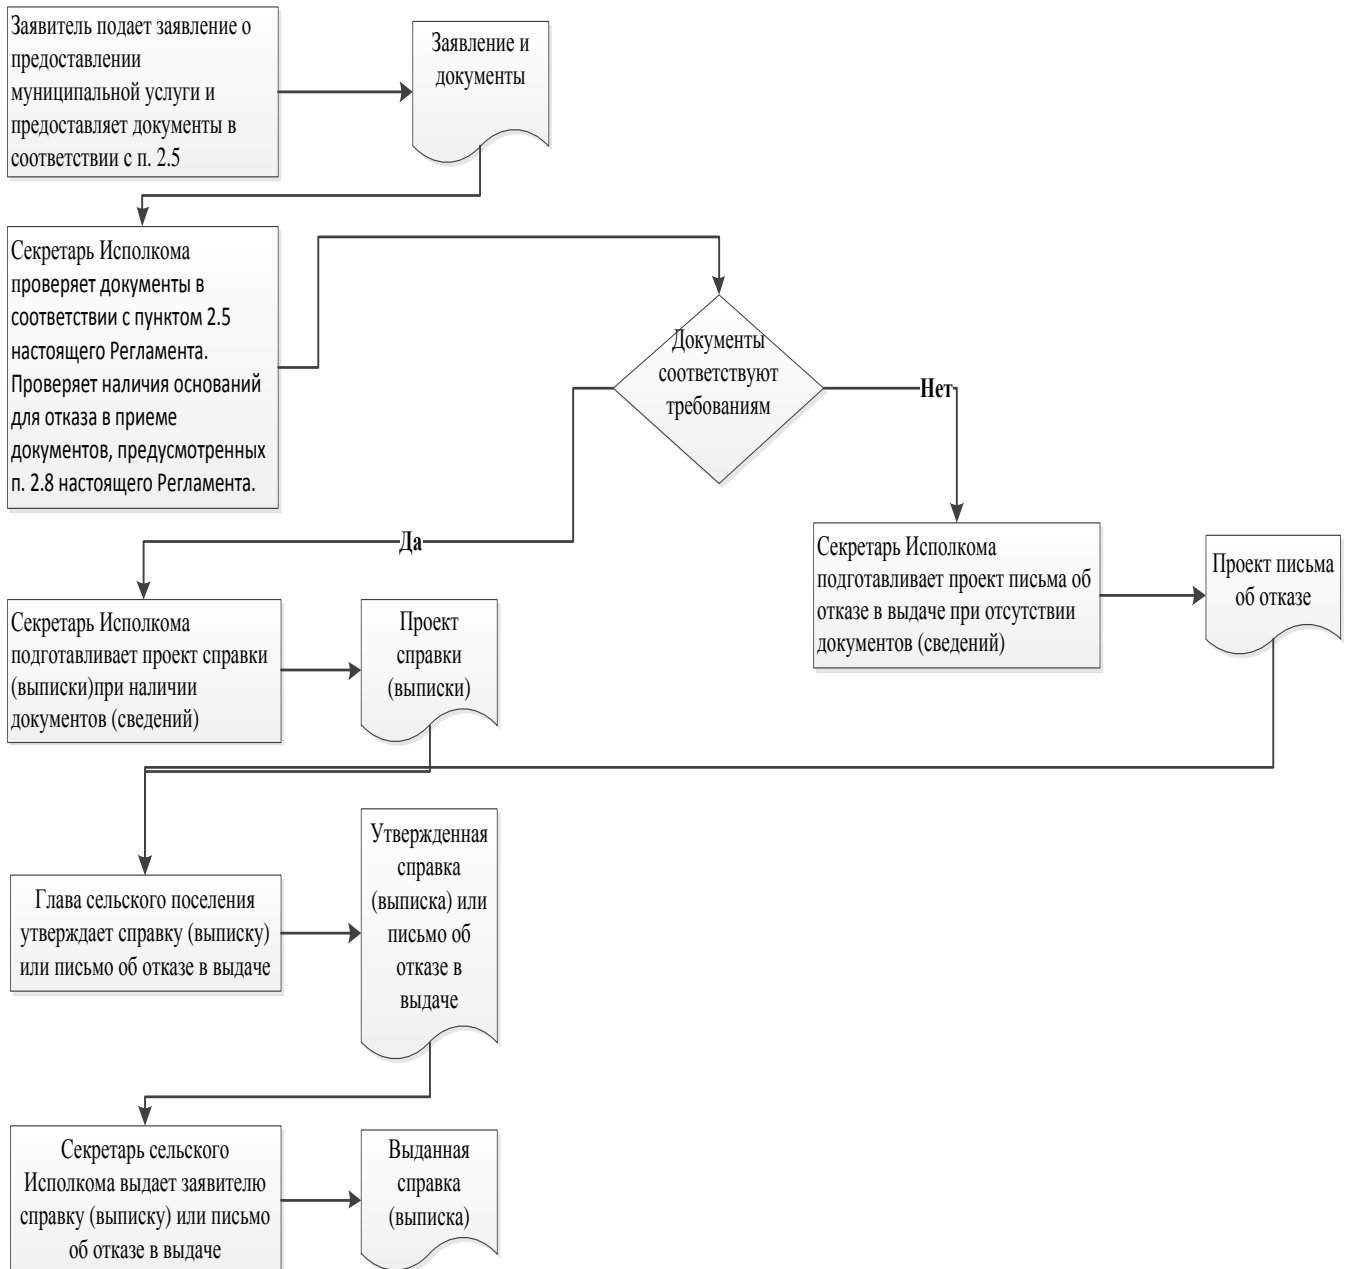 Заявитель подает заявление о
предоставлении
муниципальной услуги и
предоставляет документы в
соответствии с п. 2.5
Заявление и
документы
Секретарь Исполкома
проверяет документы в
соответствии с пунктом 2.5
настоящего Регламента.
Проверяет наличия оснований
для отказа в приеме
документов, предусмотренных
п. 2.8 настоящего Регламента.
Документы
соответствуют
требованиям
Нет
Да
Секретарь Исполкома
подготавливает проект письма об
отказе в выдаче при отсутствии
документов (сведений)
Проект письма
об отказе
Секретарь Исполкома
подготавливает проект справки
(выписки)при наличии
документов (сведений)
Проект
справки
(выписки)
Глава сельского поселения
утверждает справку (выписку)
или письмо об отказе в выдаче
Утвержденная
справка
(выписка) или
письмо об
отказе в
выдаче
Секретарь сельского
Исполкома выдает заявителю
справку (выписку) или письмо
об отказе в выдаче
Выданная
справка
(выписка)